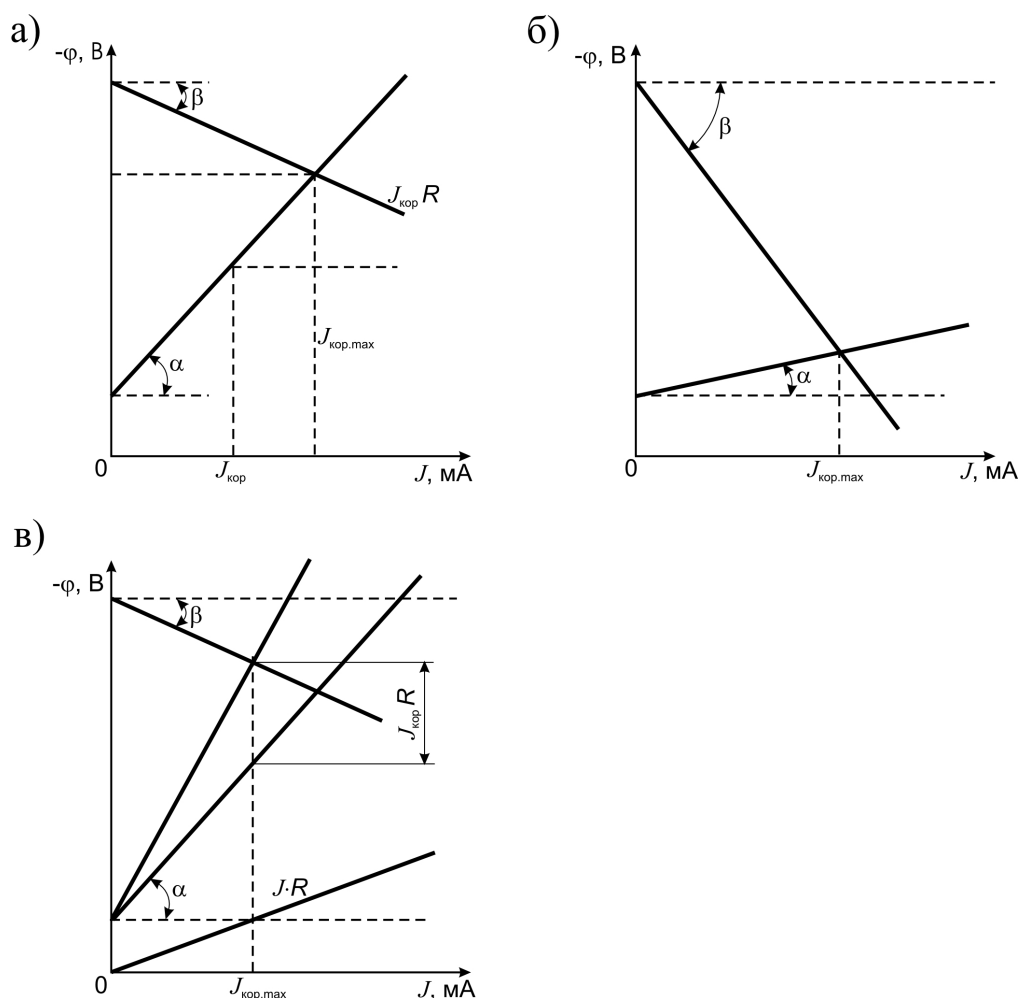 а)
-φ, В
β
J кор R
J кор.max
α
0
J кор
J, мА
б)
-φ, В
β
α
0
J кор.max
J, мА
в)
-φ, В
β
J кор R
α
J·R
0
J кор.max
J, мА